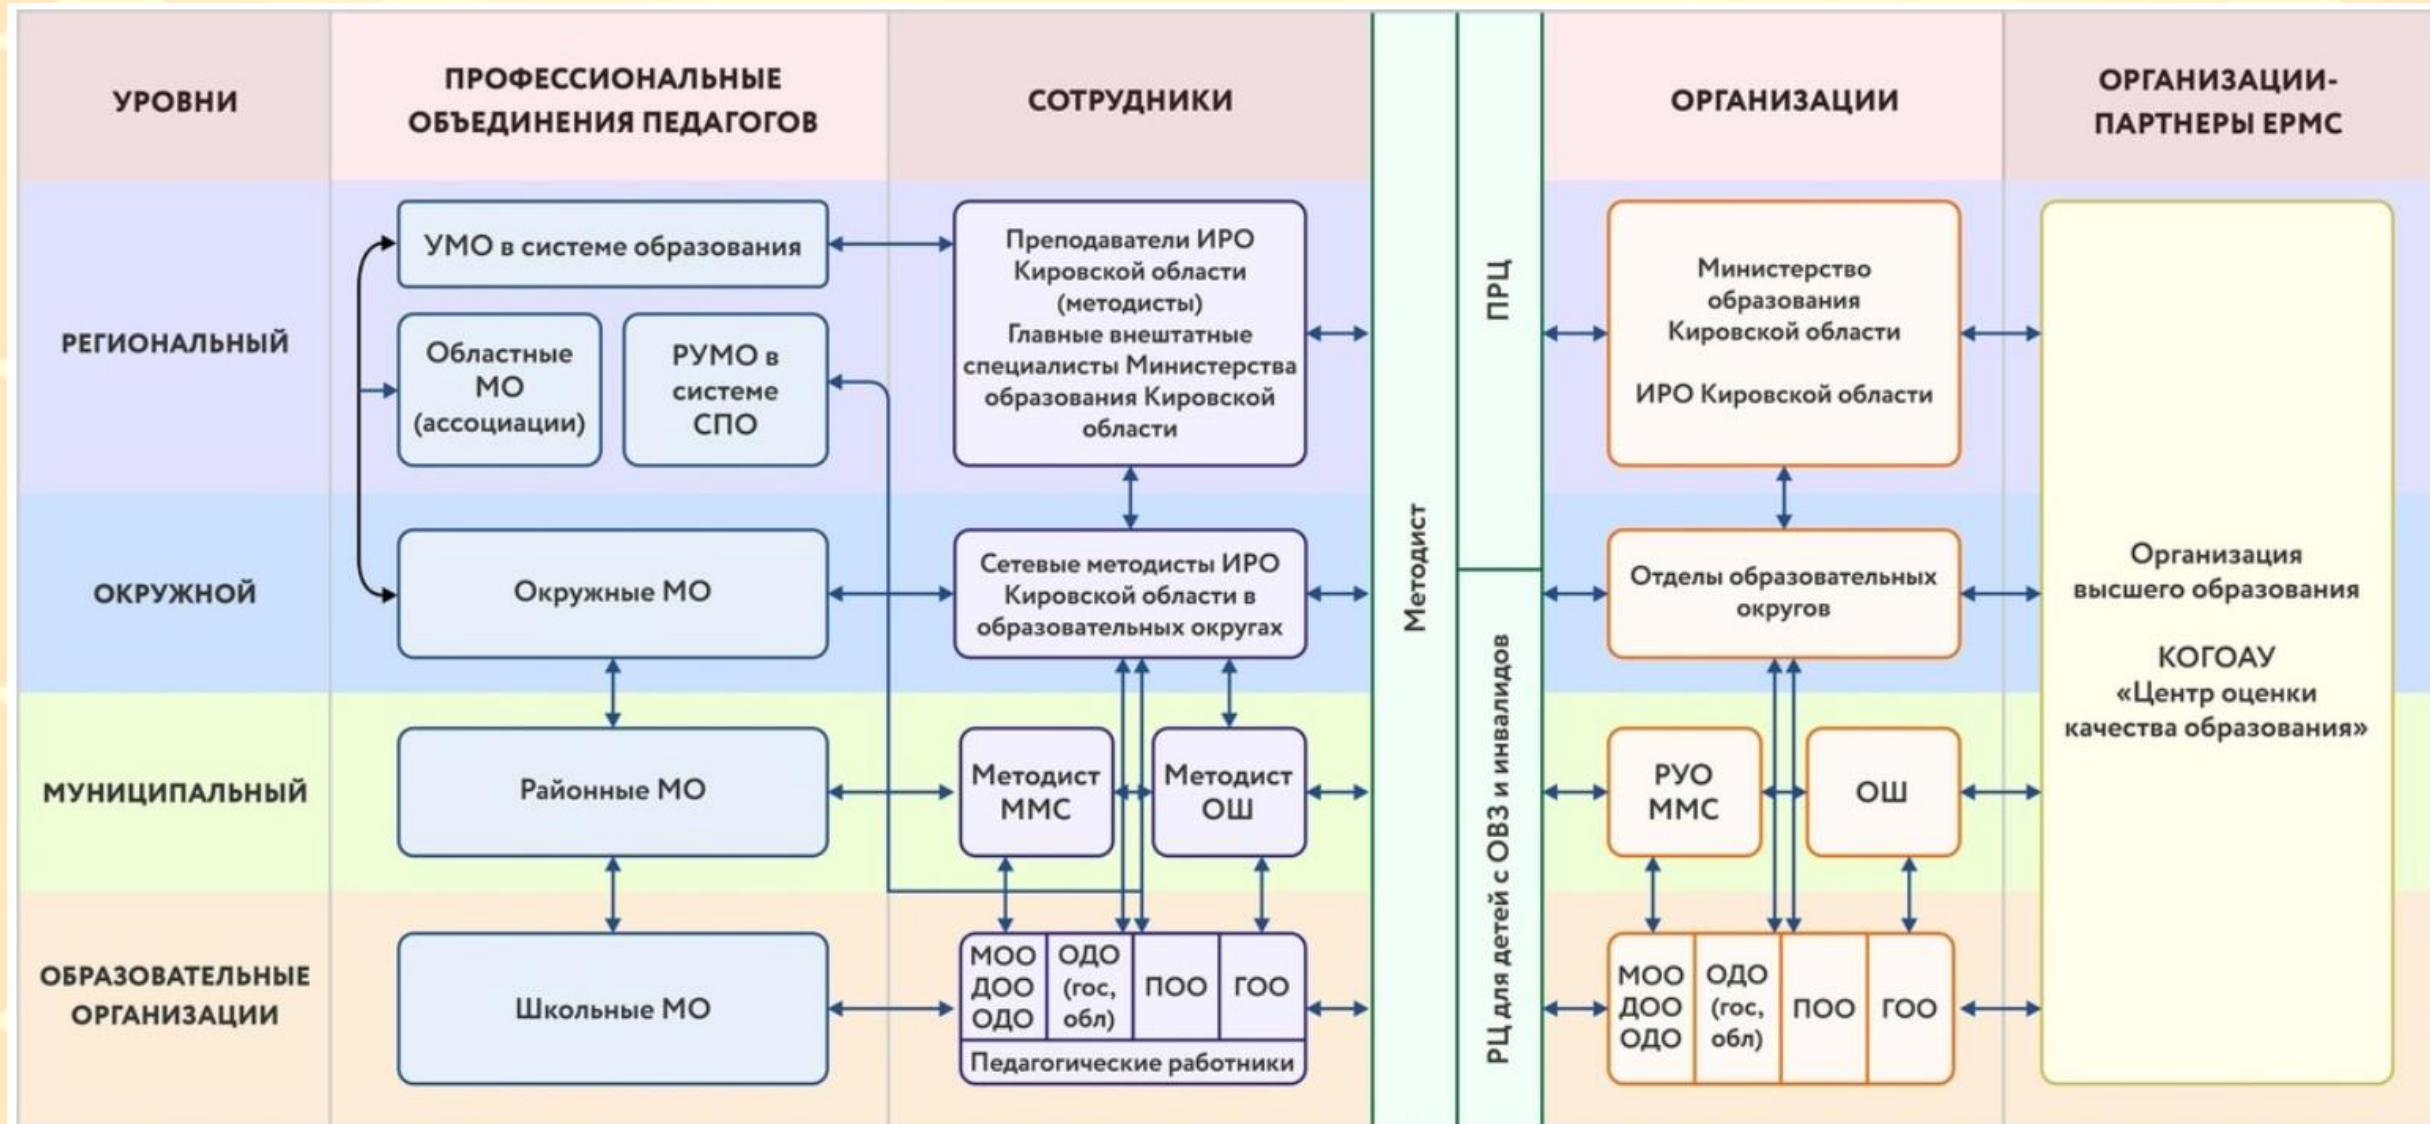 УРОВНИ
ПРОФЕССИОНАЛЬНЫЕ
ОБЪЕДИНЕНИЯ ПЕДАГОГОВ
СОТРУДНИКИ
ОРГАНИЗАЦИИ
ОРГАНИЗАЦИИ-
ПАРТНЕРЫ ЕРМС
РЕГИОНАЛЬНЫЙ
УМО в системе образования
Областные
МО
(ассоциации)
РУМО в
системе
СПО
Преподаватели ИРО
Кировской области
(методисты)
Главные внештатные
специалисты Министерства
образования Кировской
области
Методист
ПРЦ
РЦ для детей с ОВЗ и инвалидов
Министерство
образования
Кировской области
ИРО Кировской области
Организация
высшего образования
КОГОАУ
«Центр оценки
качества образования»
ОКРУЖНОЙ
Окружные МО
Сетевые методисты ИРО
Кировской области в
образовательных округах
Отделы образовательных
округов
МУНИЦИПАЛЬНЫЙ
Районные МО
Методист
ММС
Методист
ОШ
РУО
ММС
ОШ
ОБРАЗОВАТЕЛЬНЫЕ
ОРГАНИЗАЦИИ
Школьные МО
МОО
ДОО
ОДО
ОДО
(гос,
обл)
ПОО
ГОО
Педагогические работники
МОО
ДОО
ОДО
ОДО
(гос,
обл)
ПОО
ГОО